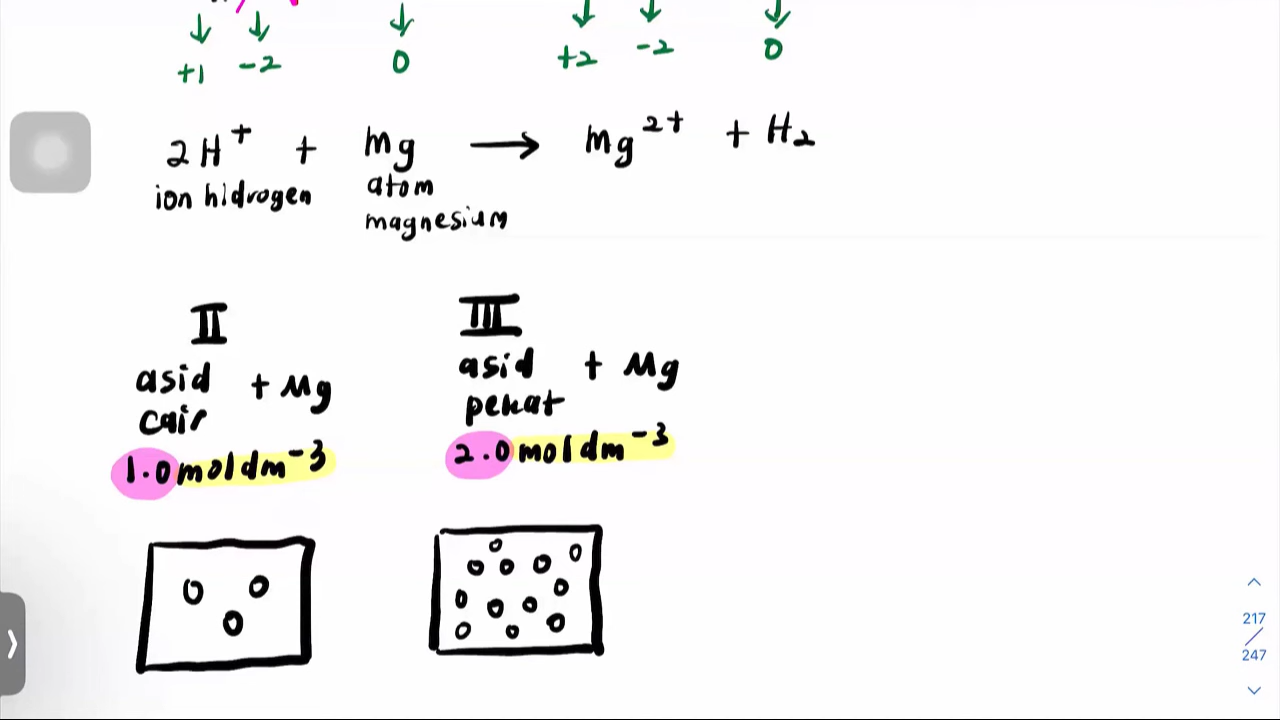 +1 -2 0 +2 -2 0
2H⁺ + Mg → Mg²⁺ + H₂
ion hidrogen atom
magnesium
II III
asid + Mg asid + Mg
cair pekat
1.0 mol dm⁻³ 2.0 mol dm⁻³
217
247